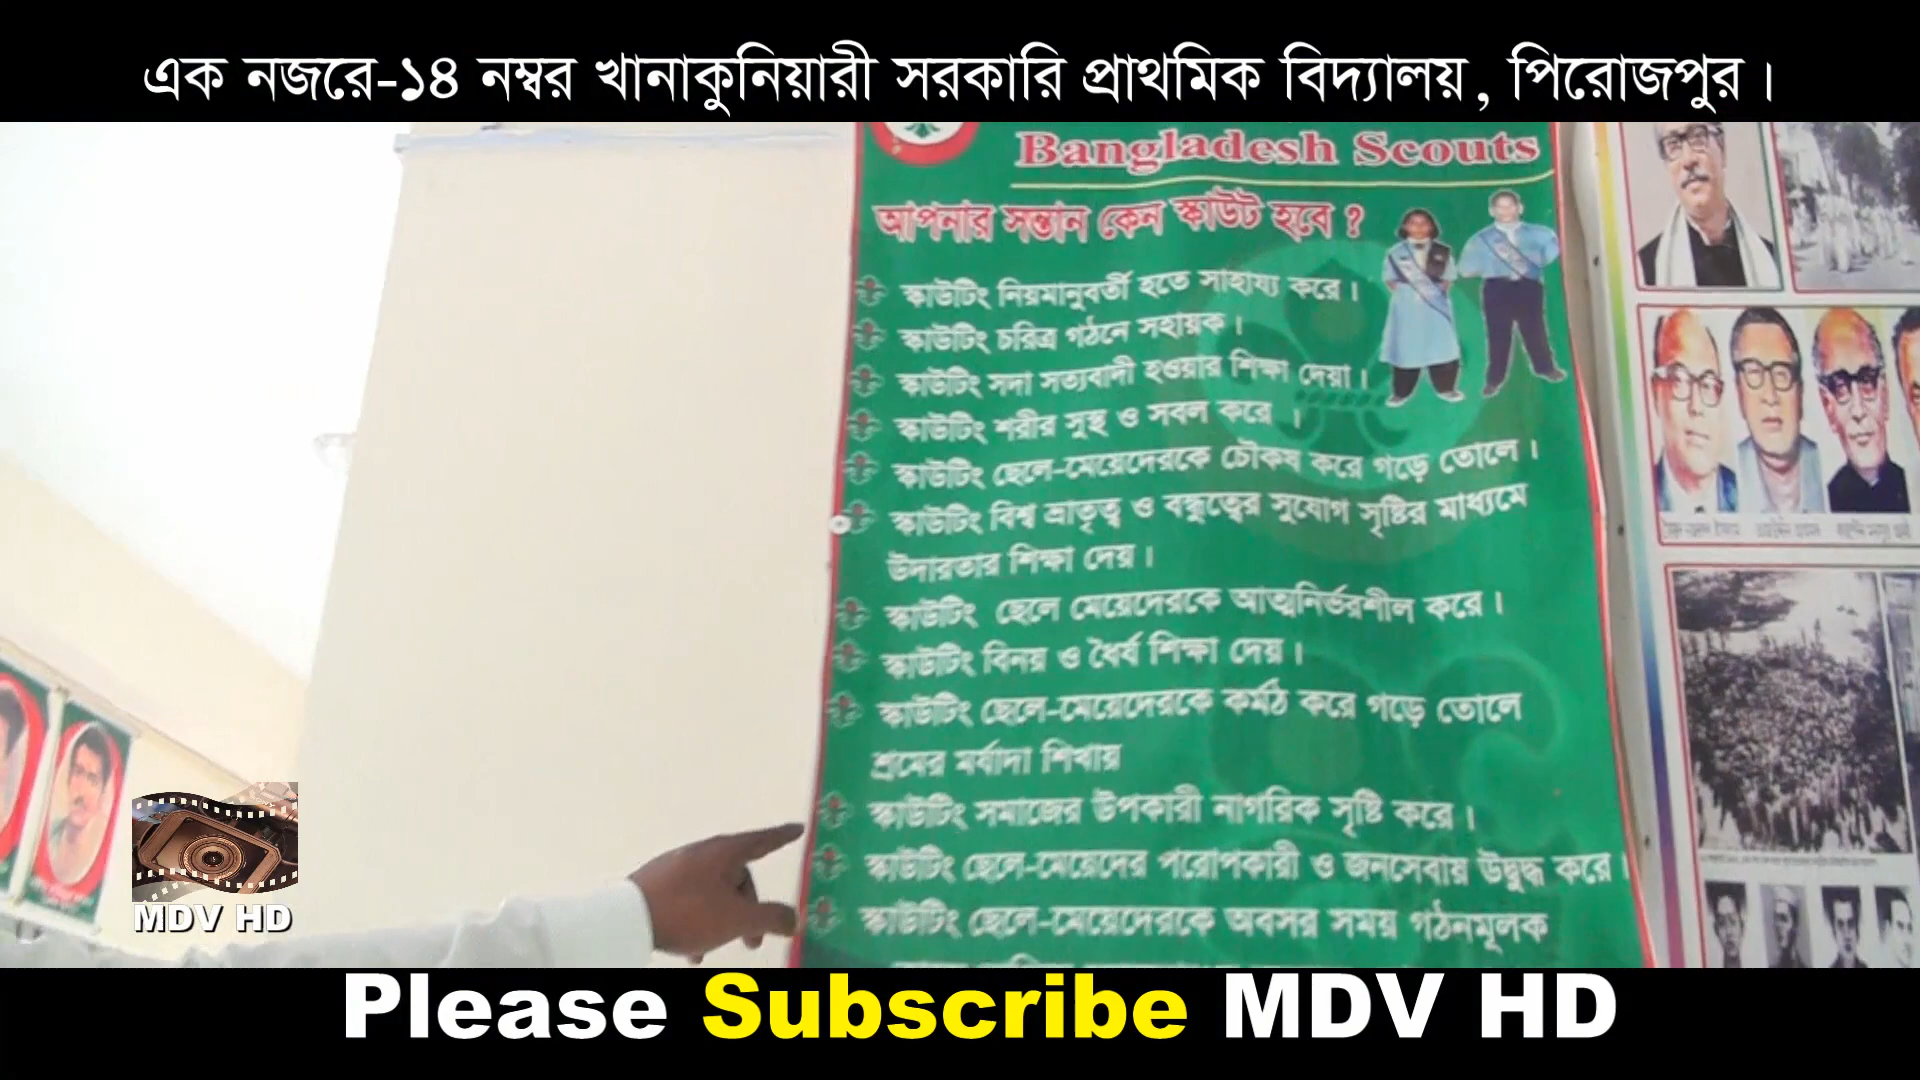 এক নজরে-১৪ নম্বর খানাকুনিয়ারী সরকারি প্রাথমিক বিদ্যালয়, পিরোজপুর।
Bangladesh Scouts
আপনার সন্তান কেন স্কাউট হবে ?
স্কাউটিং নিয়মানুবর্তী হতে সাহায্য করে।
স্কাউটিং চরিত্র গঠনে সহায়ক।
স্কাউটিং সদা সত্যবাদী হওয়ার শিক্ষা দেয়া।
স্কাউটিং শরীর সুস্থ ও সবল করে ।
স্কাউটিং ছেলে-মেয়েদেরকে চৌকষ করে গড়ে তোলে।
স্কাউটিং বিশ্ব ভ্রাতৃত্ব ও বন্ধুত্বের সুযোগ সৃষ্টির মাধ্যমে
উদারতার শিক্ষা দেয়।
স্কাউটিং ছেলে মেয়েদেরকে আত্মনির্ভরশীল করে।
স্কাউটিং বিনয় ও ধৈর্য শিক্ষা দেয়।
স্কাউটিং ছেলে-মেয়েদেরকে কর্মঠ করে গড়ে তোলে
শ্রমের মর্যাদা শিখায়
স্কাউটিং সমাজের উপকারী নাগরিক সৃষ্টি করে।
স্কাউটিং ছেলে-মেয়েদের পরোপকারী ও জনসেবায় উদ্বুদ্ধ করে।
স্কাউটিং ছেলে-মেয়েদেরকে অবসর সময় গঠনমূলক
MDV HD
Please Subscribe MDV HD